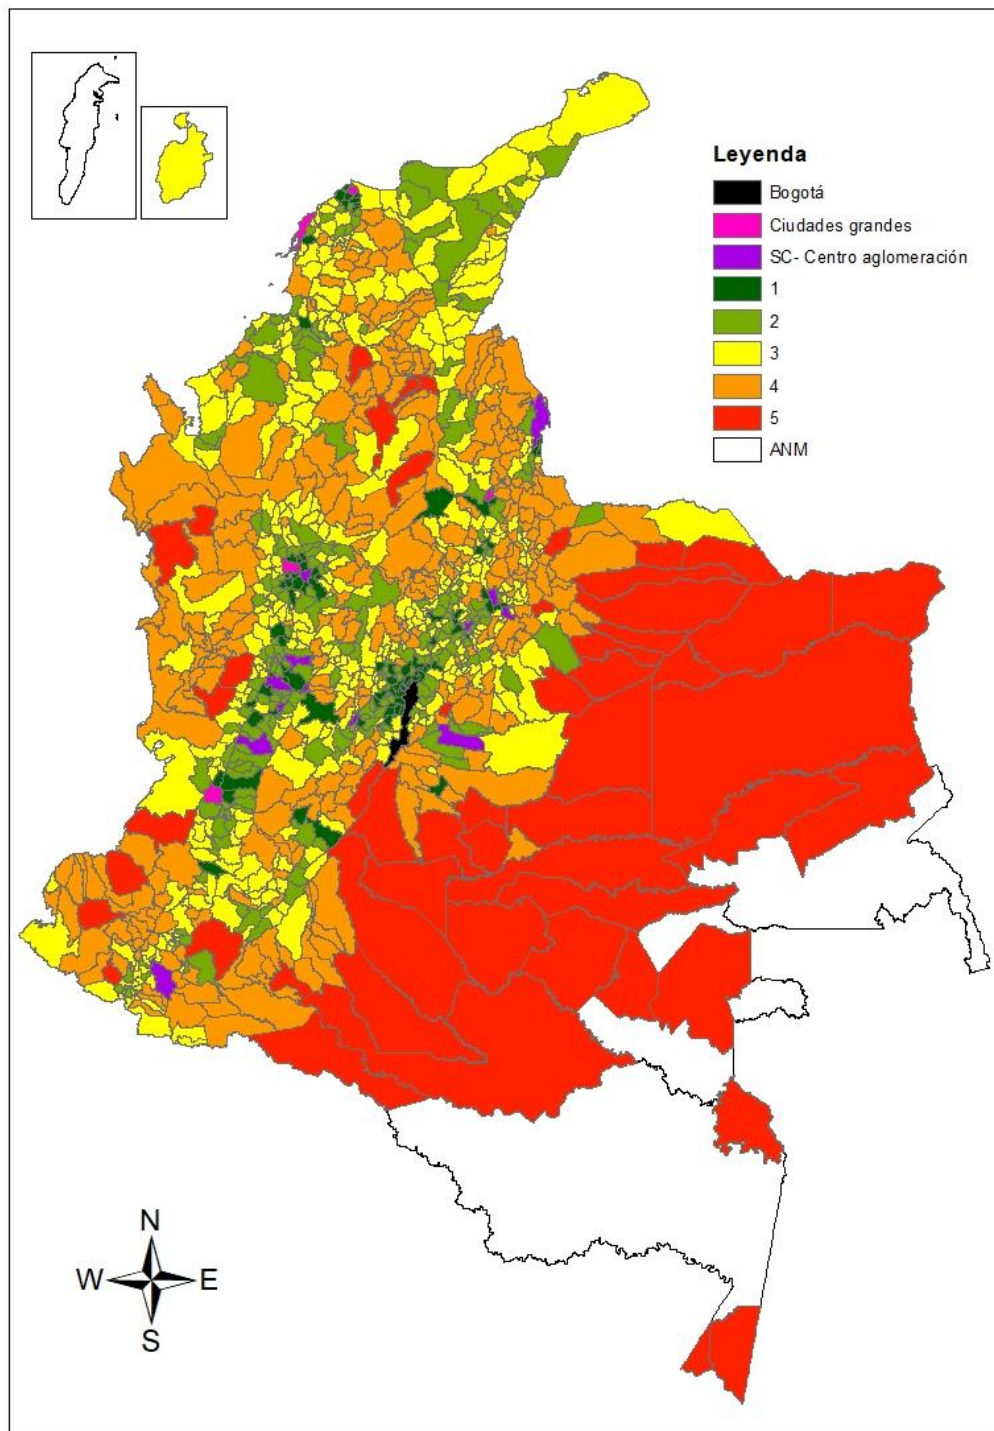 Leyenda
Bogotá
Ciudades grandes
SC- Centro aglomeración
1
2
3
4
5
ANM
N
W E
S